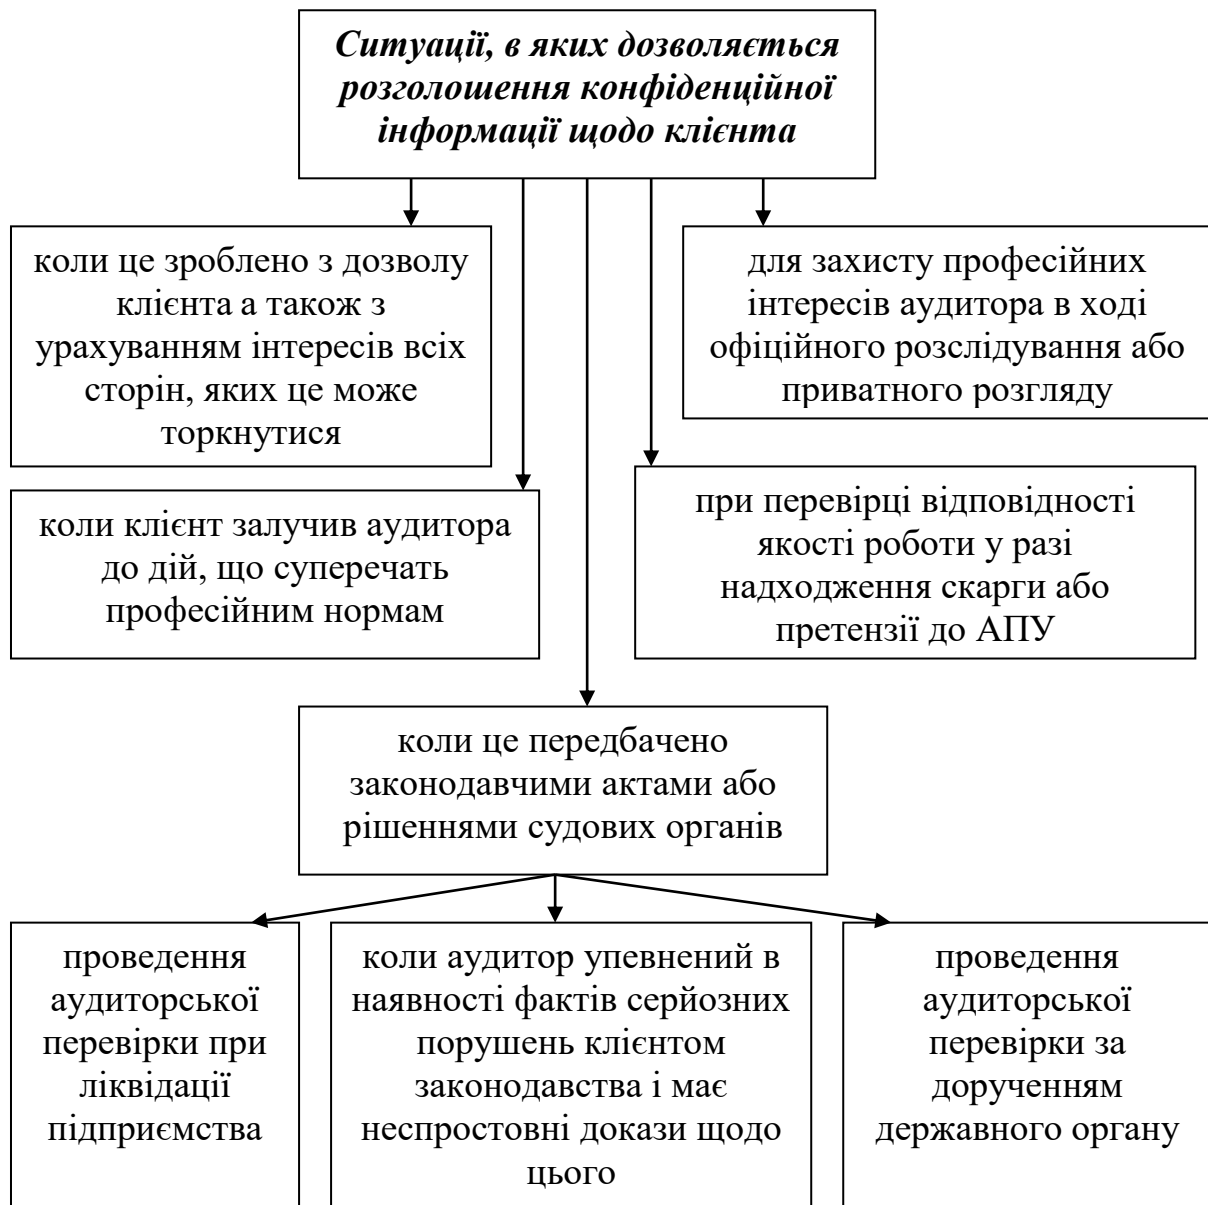 Ситуації, в яких дозволяється
розголошення конфіденційної
інформації щодо клієнта
коли це зроблено з дозволу
клієнта а також з
урахуванням інтересів всіх
сторін, яких це може
торкнутися
для захисту професійних
інтересів аудитора в ході
офіційного розслідування або
приватного розгляду
коли клієнт залучив аудитора
до дій, що суперечать
професійним нормам
при перевірці відповідності
якості роботи у разі
надходження скарги або
претензії до АПУ
коли це передбачено
законодавчими актами або
рішеннями судових органів
проведення
аудиторської
перевірки при
ліквідації
підприємства
коли аудитор упевнений в
наявності фактів серйозних
порушень клієнтом
законодавства і має
неспростовні докази щодо
цього
проведення
аудиторської
перевірки за
дорученням
державного органу